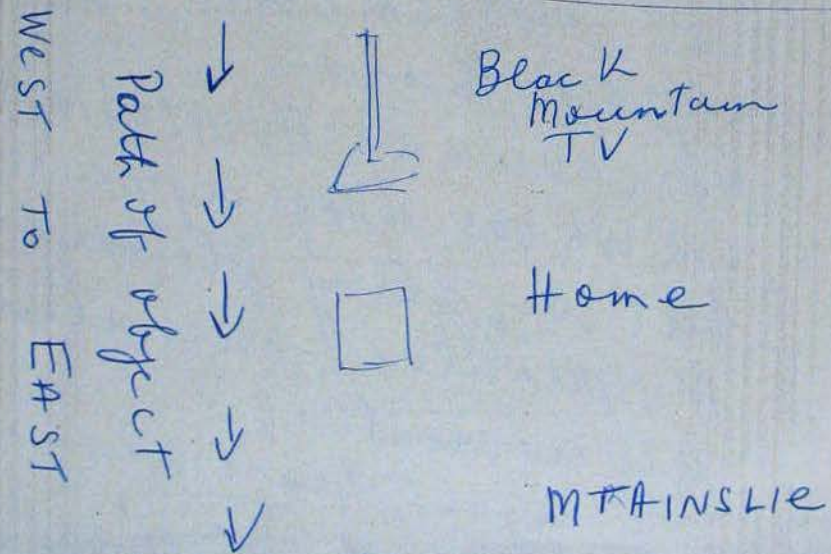 WEST TO EAST
Path of object
Black
Mountain
TV
Home
MT AINSLIE